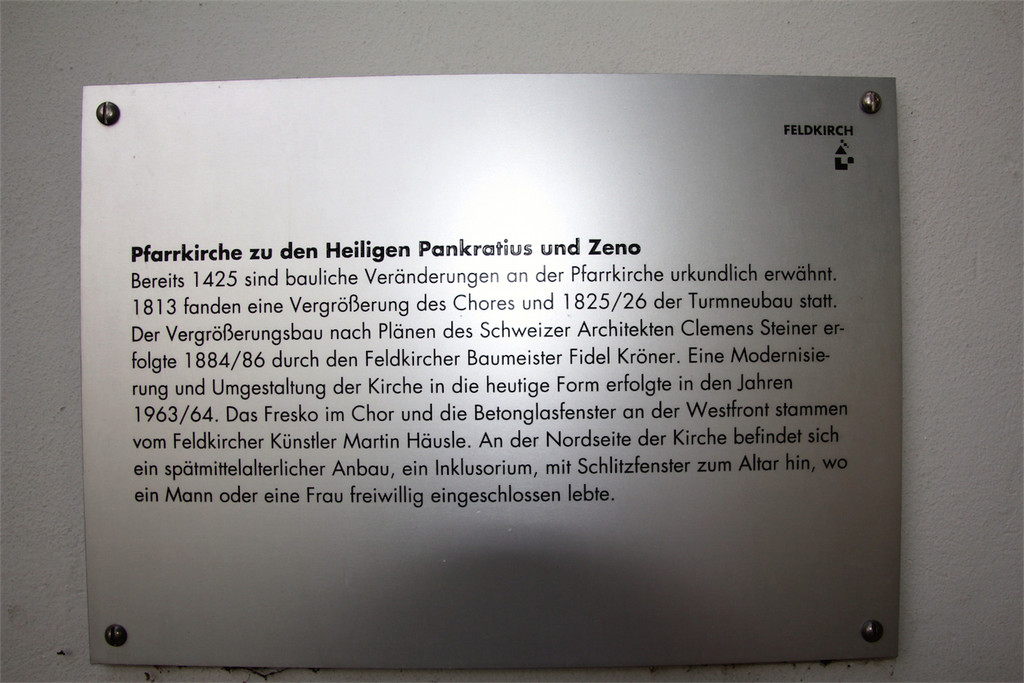 FELDKIRCH
Pfarrkirche zu den Heiligen Pankratius und Zeno
Bereits 1425 sind bauliche Veränderungen an der Pfarrkirche urkundlich erwähnt.
1813 fanden eine Vergrößerung des Chores und 1825/26 der Turmneubau statt.
Der Vergrößerungsbau nach Plänen des Schweizer Architekten Clemens Steiner er-
folgte 1884/86 durch den Feldkircher Baumeister Fidel Kröner. Eine Modernisie-
rung und Umgestaltung der Kirche in die heutige Form erfolgte in den Jahren
1963/64. Das Fresko im Chor und die Betonglasfenster an der Westfront stammen
vom Feldkircher Künstler Martin Häusle. An der Nordseite der Kirche befindet sich
ein spätmittelalterlicher Anbau, ein Inklusorium, mit Schlitzfenster zum Altar hin, wo
ein Mann oder eine Frau freiwillig eingeschlossen lebte.